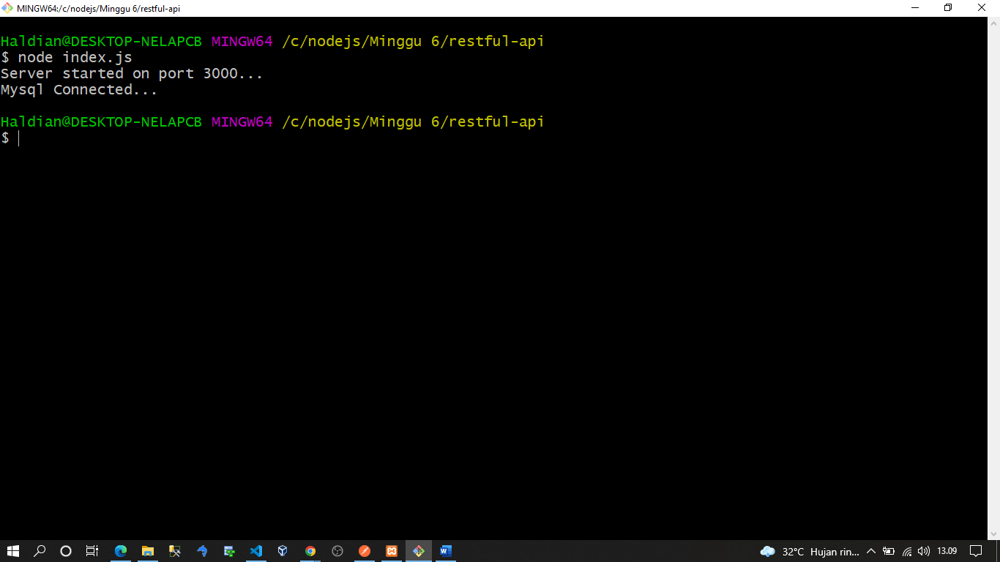 MINGW64:/c/nodejs/Minggu 6/restful-api
Haldian@DESKTOP-NELAPCB MINGW64 /c/nodejs/Minggu 6/restful-api
$ node index.js
Server started on port 3000...
Mysql Connected...
Haldian@DESKTOP-NELAPCB MINGW64 /c/nodejs/Minggu 6/restful-api
$
32°C Hujan rin... 13.09